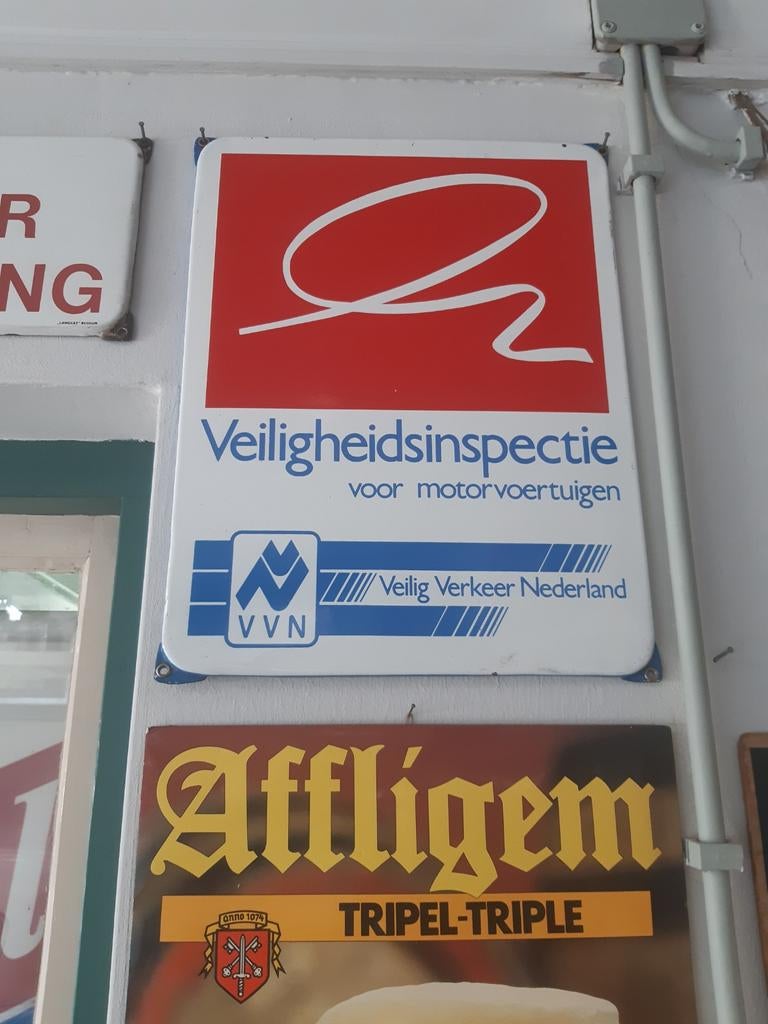 R
NG
Veiligheidsinspectie
voor motorvoertuigen
VVN
Veilig Verkeer Nederland
Affligem
anno 1074
TRIPEL-TRIPLE